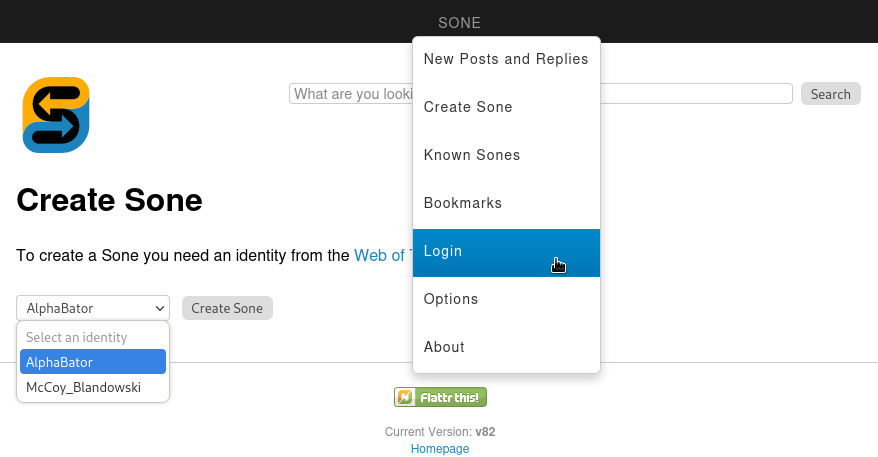 SONE
New Posts and Replies
Create Sone
Known Sones
Bookmarks
Login
Options
About
What are you looki
Search
Create Sone
To create a Sone you need an identity from the Web of
AlphaBator
Create Sone
Select an identity
AlphaBator
McCoy_Blandowski
Flattr this!
Current Version: v82
Homepage